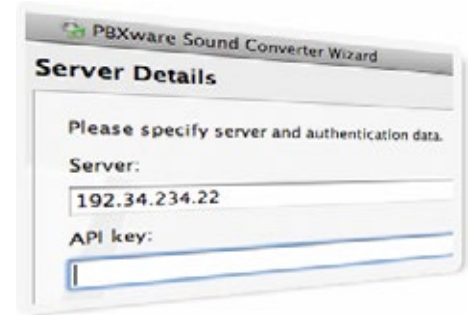 PBXware Sound Converter Wizard
Server Details
Please specify server and authentication data.
Server:
192.34.234.22
API key: